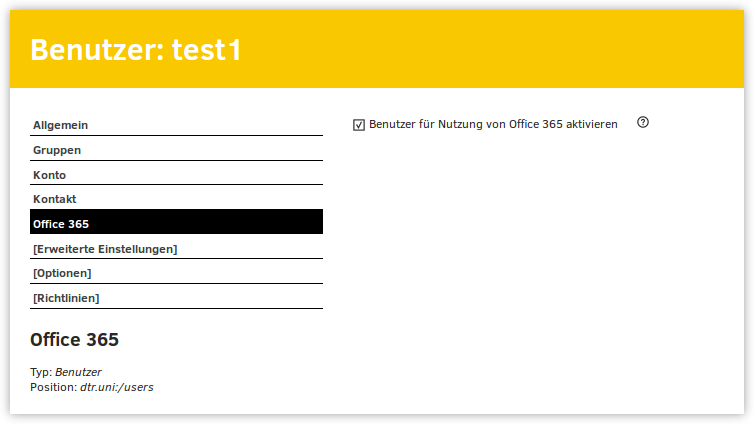 Benutzer: test1
Allgemein
Gruppen
Konto
Kontakt
Office 365
[Erweiterte Einstellungen]
[Optionen]
[Richtlinien]
Office 365
Typ: Benutzer
Position: dtr.uni:/users
Benutzer für Nutzung von Office 365 aktivieren